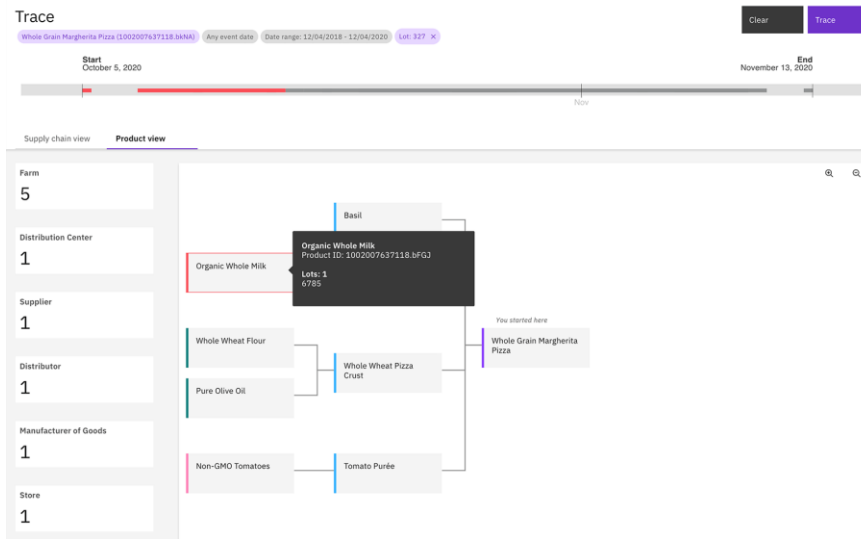 Trace
Clear
Trace
Whole Grain Margherita Pizza (1002007637118.bkNA)
Any event date
Date range: 12/04/2018 - 12/04/2020
Lot: 327 ×
Start
October 5, 2020
End
November 13, 2020
Nov
Supply chain view
Product view
Farm
5
Distribution Center
1
Supplier
1
Distributor
1
Manufacturer of Goods
1
Store
1
Basil
Organic Whole Milk
Organic Whole Milk
Product ID: 1002007637118.bFGJ
Lots: 1
6785
You started here
Whole Grain Margherita
Pizza
Whole Wheat Flour
Whole Wheat Pizza
Crust
Pure Olive Oil
Non-GMO Tomatoes
Tomato Purée